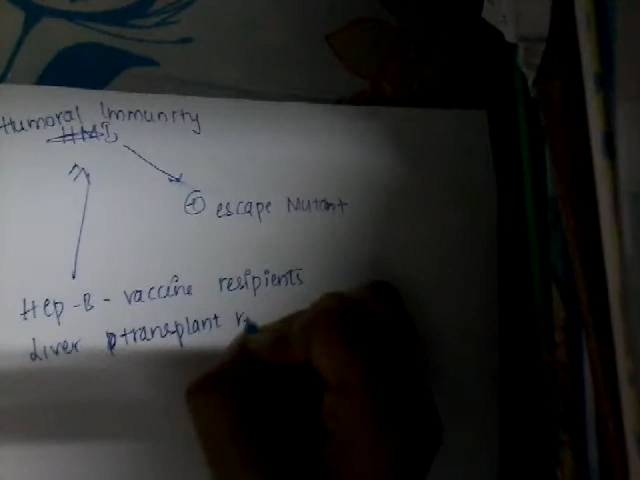 Humoral Immunity
+ escape Mutant
Hep-B- vaccine resipients
Liver transplant r